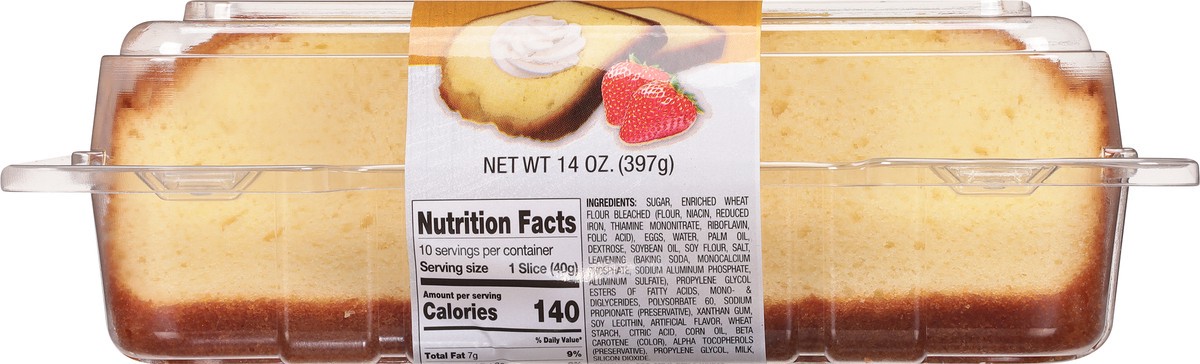 NET WT 14 OZ. (397g)
Nutrition Facts
10 servings per container
Serving size 1 Slice (40g)
Amount per serving
Calories 140
% Daily Value*
Total Fat 7g 9%
INGREDIENTS: SUGAR, ENRICHED WHEAT
FLOUR BLEACHED (FLOUR, NIACIN, REDUCED
IRON, THIAMINE MONONITRATE, RIBOFLAVIN,
FOLIC ACID), EGGS, WATER, PALM OIL,
DEXTROSE, SOYBEAN OIL, SOY FLOUR, SALT,
LEAVENING (BAKING SODA, MONOCALCIUM
PHOSPHATE, SODIUM ALUMINUM PHOSPHATE,
ALUMINUM SULFATE), PROPYLENE GLYCOL
ESTERS OF FATTY ACIDS, MONO- &
DIGLYCERIDES, POLYSORBATE 60, SODIUM
PROPIONATE (PRESERVATIVE), XANTHAN GUM,
SOY LECITHIN, ARTIFICIAL FLAVOR, WHEAT
STARCH, CITRIC ACID, CORN OIL, BETA
CAROTENE (COLOR), ALPHA TOCOPHEROLS
(PRESERVATIVE), PROPYLENE GLYCOL, MILK,
SILICON DIOXIDE.